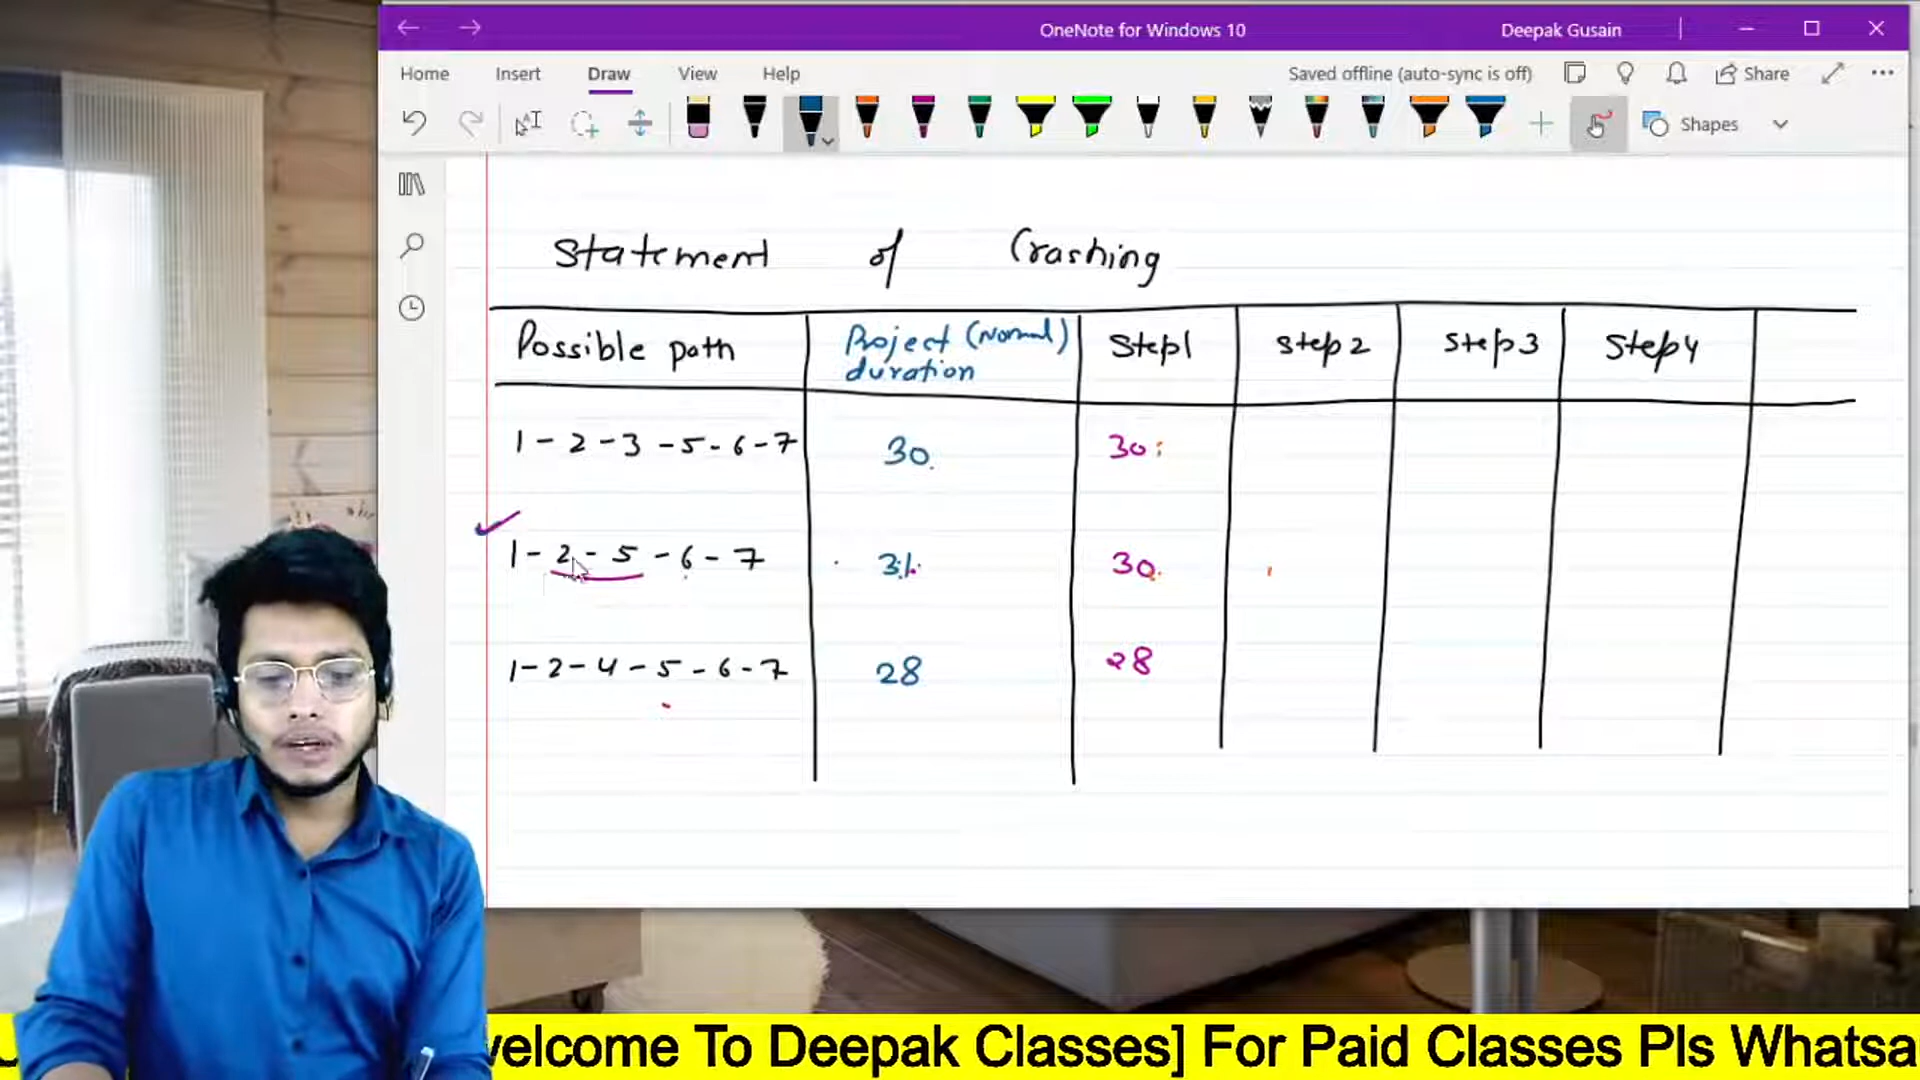 OneNote for Windows 10
Deepak Gusain
Home Insert Draw View Help
Saved offline (auto-sync is off)
Share
Shapes
Statement of Crashing
Possible path
Project (Normal)
duration
Step1
Step2
Step3
Step4
1 - 2 - 3 - 5 - 6 - 7
30
30
1 - 2 - 5 - 6 - 7
31
30
1 - 2 - 4 - 5 - 6 - 7
28
28
Welcome To Deepak Classes] For Paid Classes Pls Whatsa